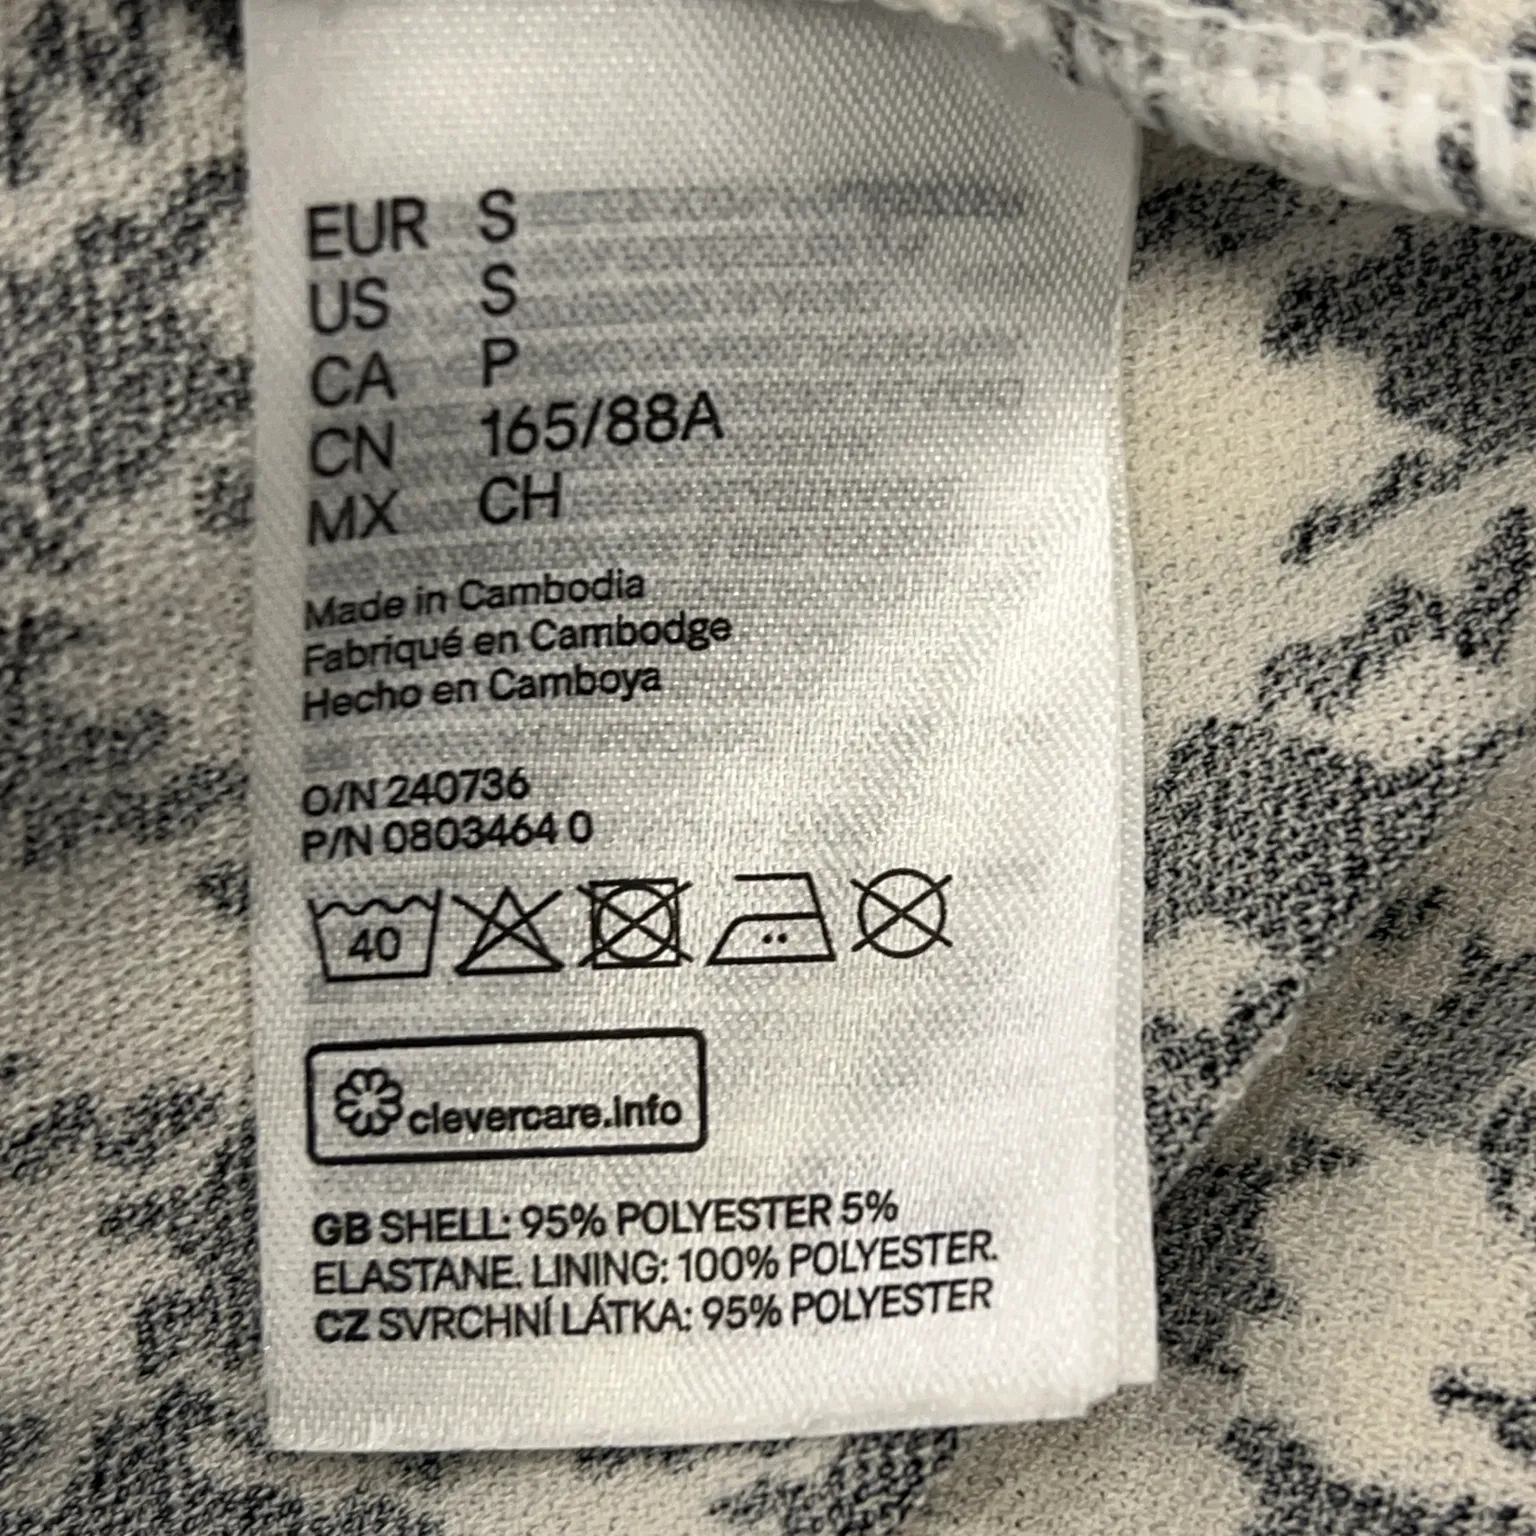 EUR S
US S
CA P
CN 165/88A
MX CH
Made in Cambodia
Fabriqué en Cambodge
Hecho en Camboya
O/N 240736
P/N 0803464 0
40
clevercare.info
GB SHELL: 95% POLYESTER 5%
ELASTANE. LINING: 100% POLYESTER.
CZ SVRCHNÍ LÁTKA: 95% POLYESTER